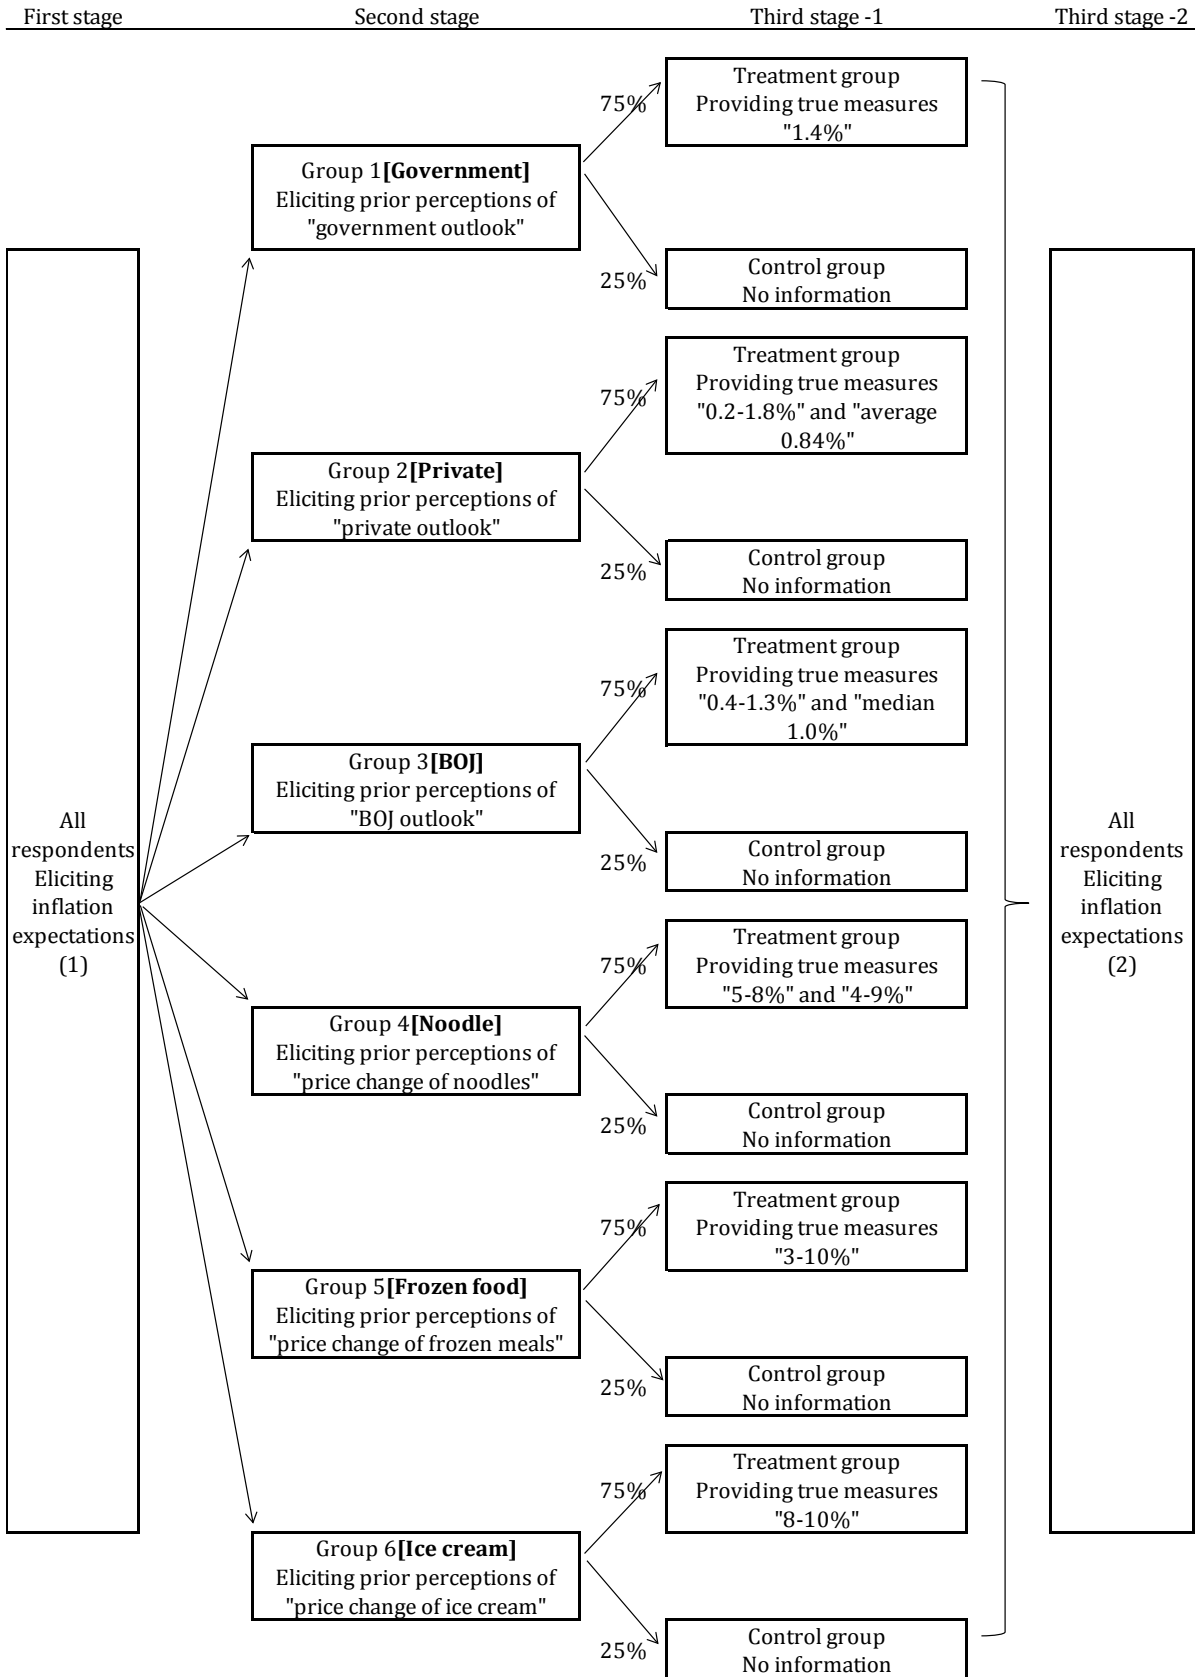 First stage
Second stage
Third stage -1
Third stage -2
All
respondents
Eliciting
inflation
expectations
(1)
Group 1[Government]
Eliciting prior perceptions of
"government outlook"
75%
Treatment group
Providing true measures
"1.4%"
25%
Control group
No information
Group 2[Private]
Eliciting prior perceptions of
"private outlook"
75%
Treatment group
Providing true measures
"0.2-1.8%" and "average
0.84%"
25%
Control group
No information
Group 3[BOJ]
Eliciting prior perceptions of
"BOJ outlook"
75%
Treatment group
Providing true measures
"0.4-1.3%" and "median
1.0%"
25%
Control group
No information
Group 4[Noodle]
Eliciting prior perceptions of
"price change of noodles"
75%
Treatment group
Providing true measures
"5-8%" and "4-9%"
25%
Control group
No information
Group 5[Frozen food]
Eliciting prior perceptions of
"price change of frozen meals"
75%
Treatment group
Providing true measures
"3-10%"
25%
Control group
No information
Group 6[Ice cream]
Eliciting prior perceptions of
"price change of ice cream"
75%
Treatment group
Providing true measures
"8-10%"
25%
Control group
No information
All
respondents
Eliciting
inflation
expectations
(2)